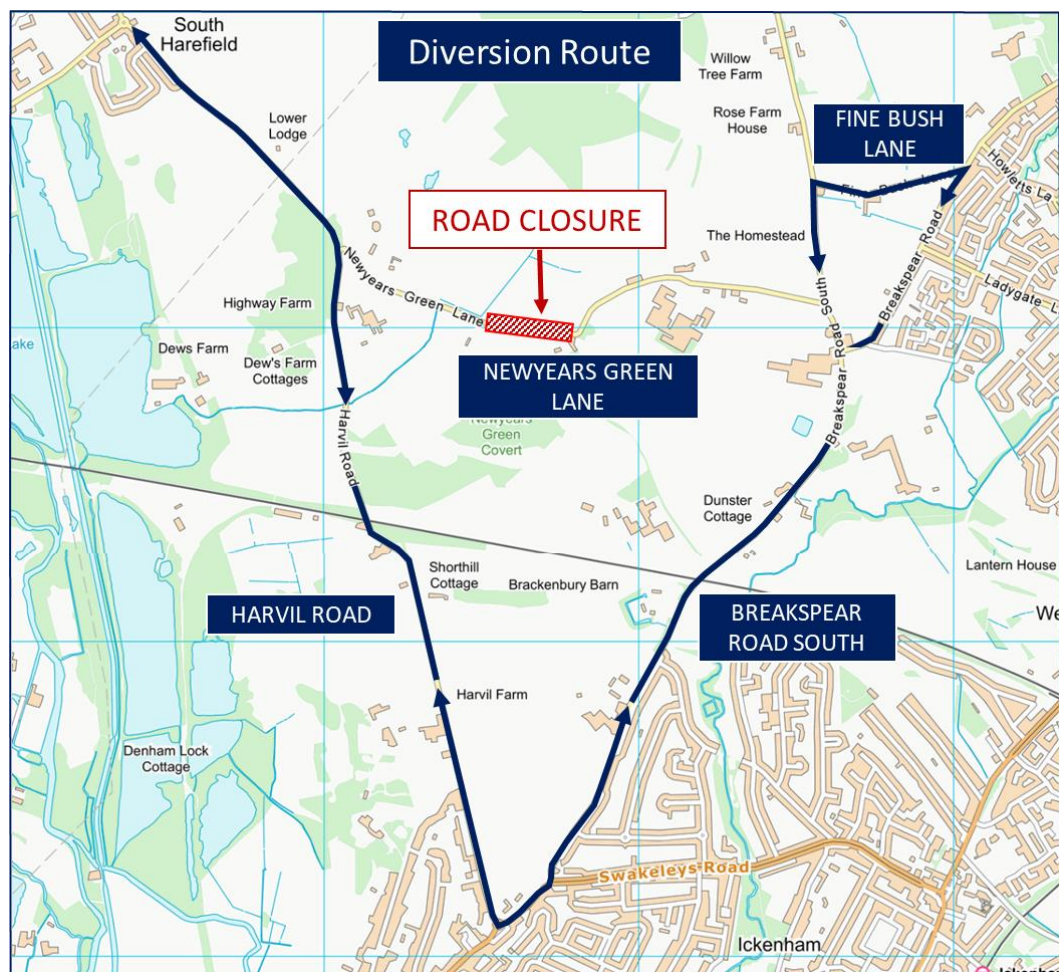 South
Harefield
Diversion Route
Willow
Tree Farm
Rose Farm
House
FINE BUSH
LANE
Lower
Lodge
Howletts La
ROAD CLOSURE
The Homestead
Newyears Green Lane
Breakspear Road South
Breakspear Road
Ladygate
Highway Farm
Dews Farm
Dew's Farm
Cottages
NEWYEARS GREEN
LANE
Newyears
Green
Covert
Harvil Road
Breakspear Road
Dunster
Cottage
Lantern House
Shorthill
Cottage
Brackenbury Barn
HARVIL ROAD
BREAKSPEAR
ROAD SOUTH
We
Harvil Farm
Denham Lock
Cottage
Swakeleys Road
Ickenham